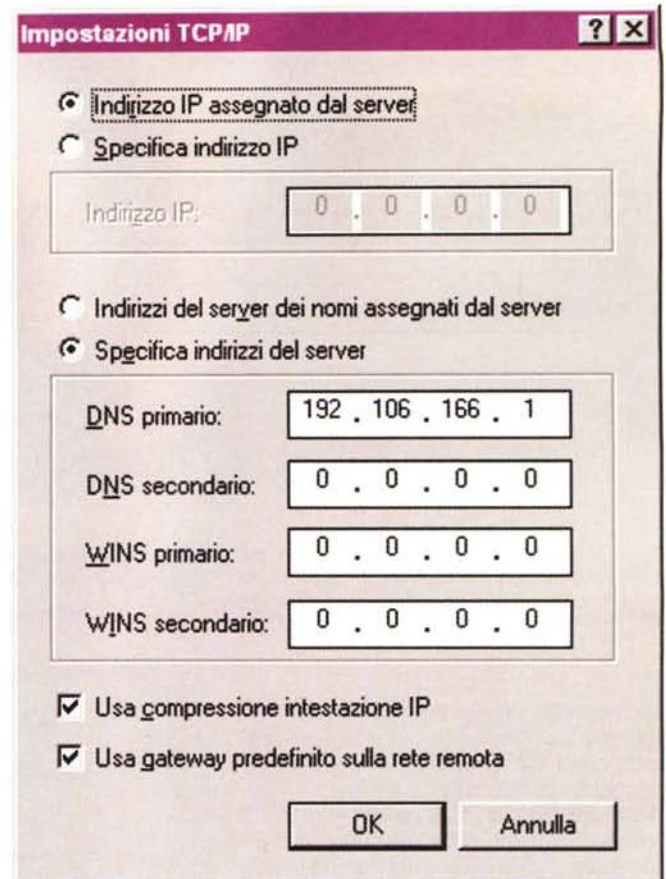 Impostazioni TCP/IP
Indirizzo IP assegnato dal server
Specifica indirizzo IP
Indirizzo IP: 0 . 0 . 0 . 0
Indirizzi del server dei nomi assegnati dal server
Specifica indirizzi del server
DNS primario: 192 . 106 . 166 . 1
DNS secondario: 0 . 0 . 0 . 0
WINS primario: 0 . 0 . 0 . 0
WINS secondario: 0 . 0 . 0 . 0
Usa compressione intestazione IP
Usa gateway predefinito sulla rete remota
OK Annulla